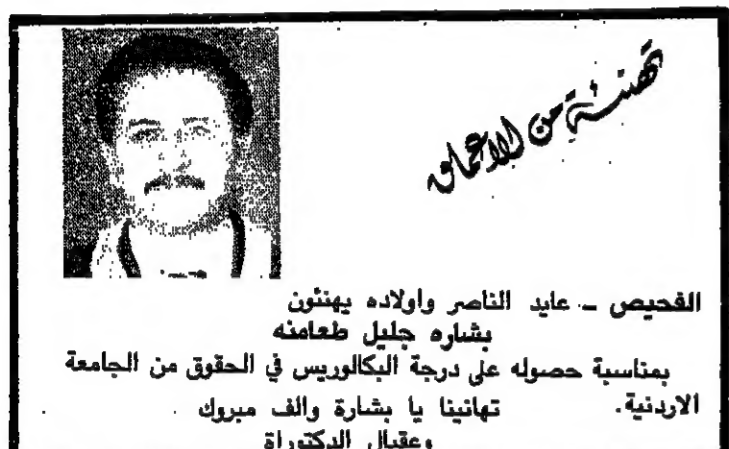 تهنئة من الاعماق
الفحيص ـ عايد الناصر واولاده يهنئون
بشاره جليل طعامنه
بمناسبة حصوله على درجة البكالوريس في الحقوق من الجامعة
الاردنية. تهانينا يا بشارة والف مبروك
وعقبال الدكتوراة